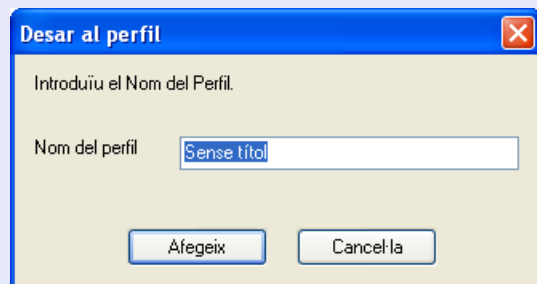 Desar al perfil
Introduïu el Nom del Perfil.
Nom del perfil
Sense títol
Afegeix
Cancel·la